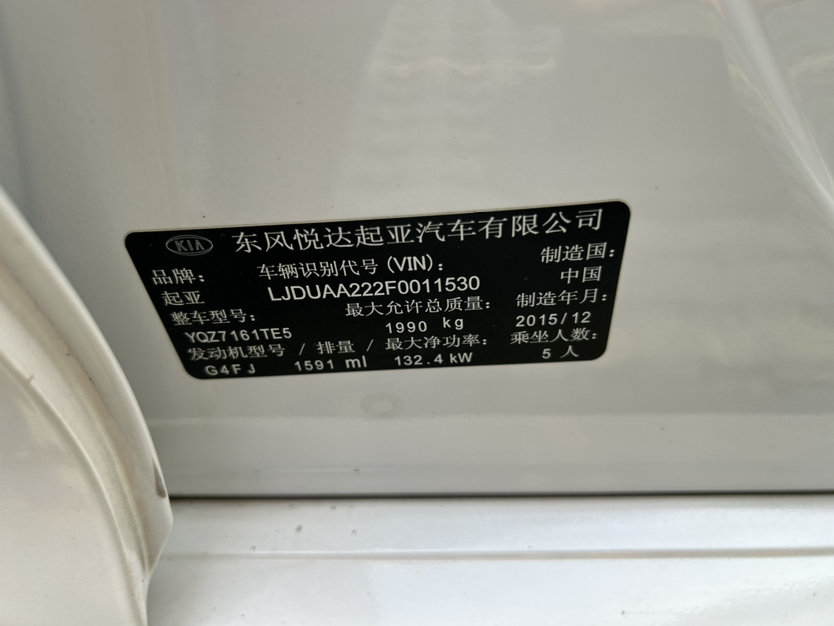 KIA 东风悦达起亚汽车有限公司
品牌: 车辆识别代号(VIN): 制造国:
起亚 LJDUAA222F0011530 中国
整车型号: 最大允许总质量: 制造年月:
YQZ7161TE5 1990 kg 2015/12
发动机型号 / 排量 / 最大净功率: 乘坐人数:
G4FJ 1591 ml 132.4 kW 5 人